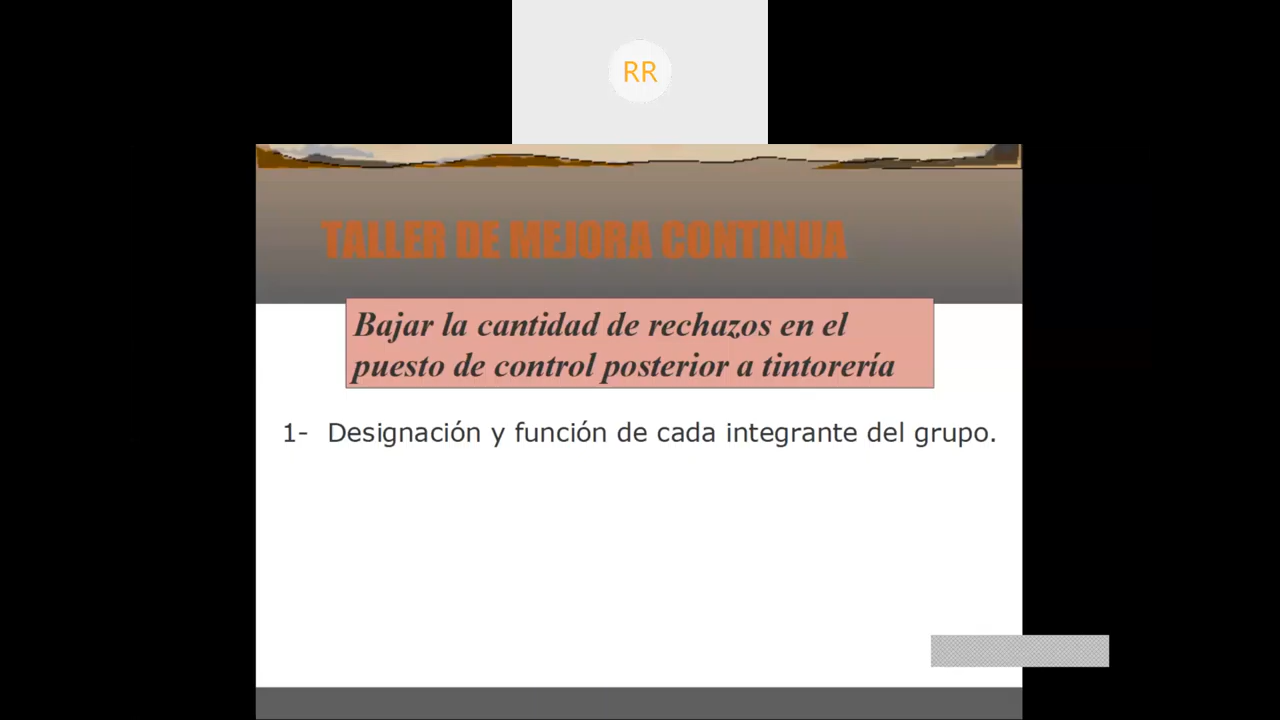 RR
TALLER DE MEJORA CONTINUA
Bajar la cantidad de rechazos en el
puesto de control posterior a tintorería
1- Designación y función de cada integrante del grupo.